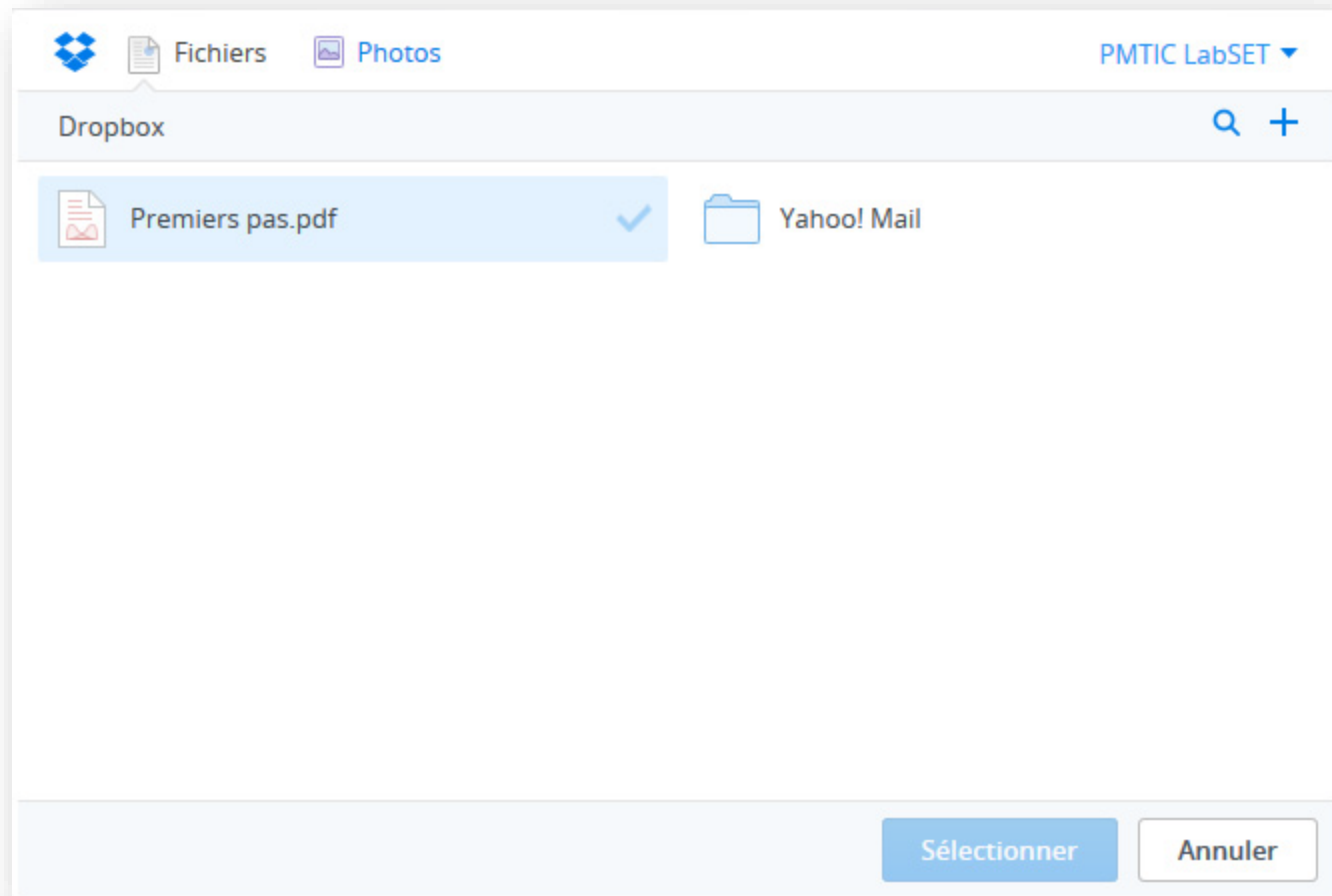 Fichiers Photos PMTIC LabSET
Dropbox
Premiers pas.pdf Yahoo! Mail
Sélectionner Annuler